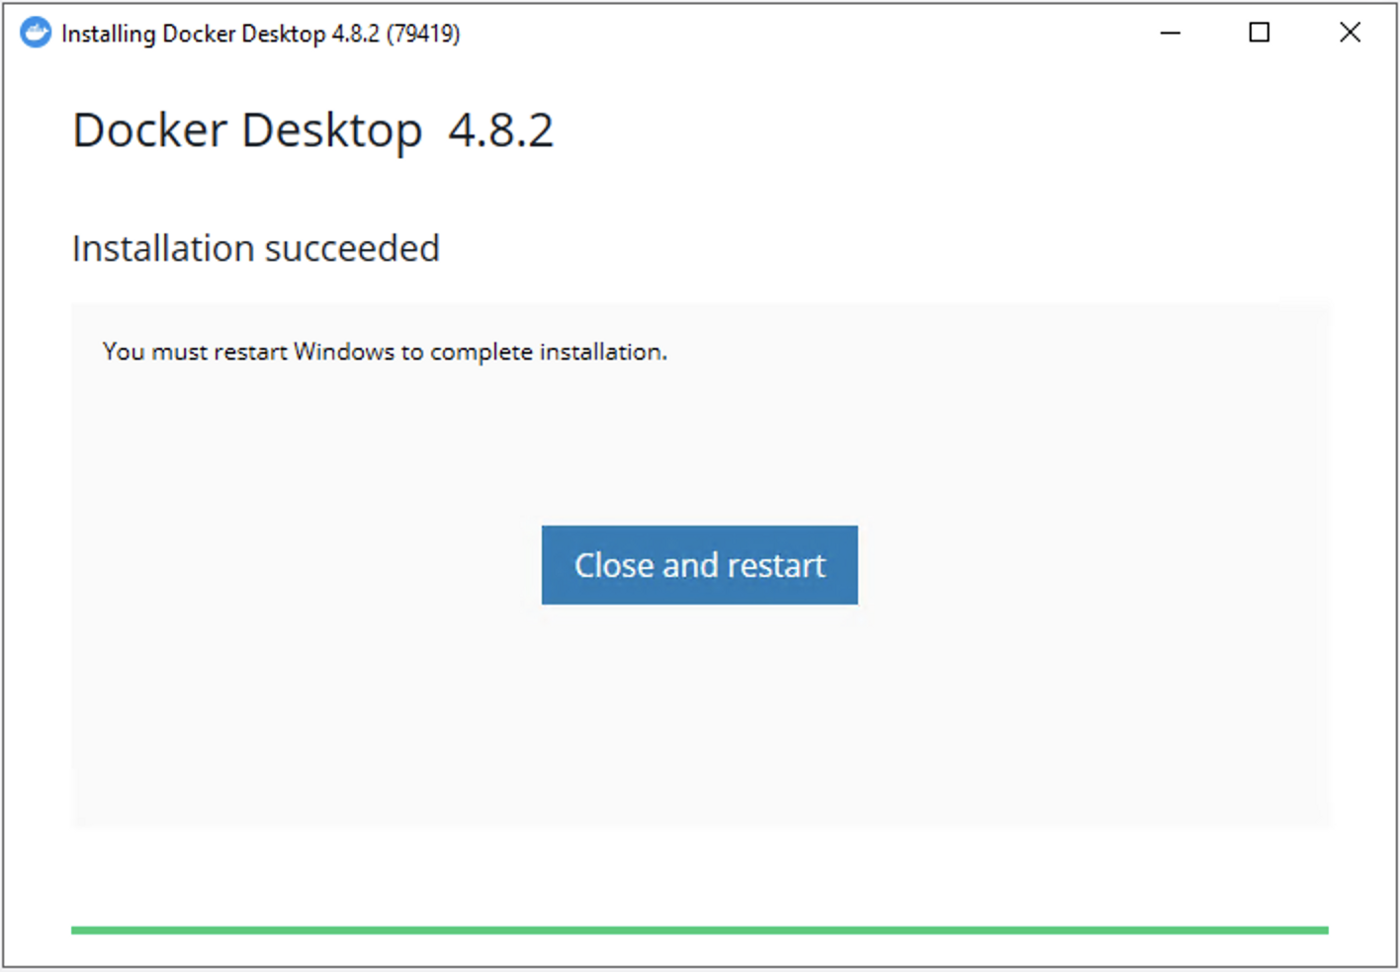 Installing Docker Desktop 4.8.2 (79419)
Docker Desktop 4.8.2
Installation succeeded
You must restart Windows to complete installation.
Close and restart